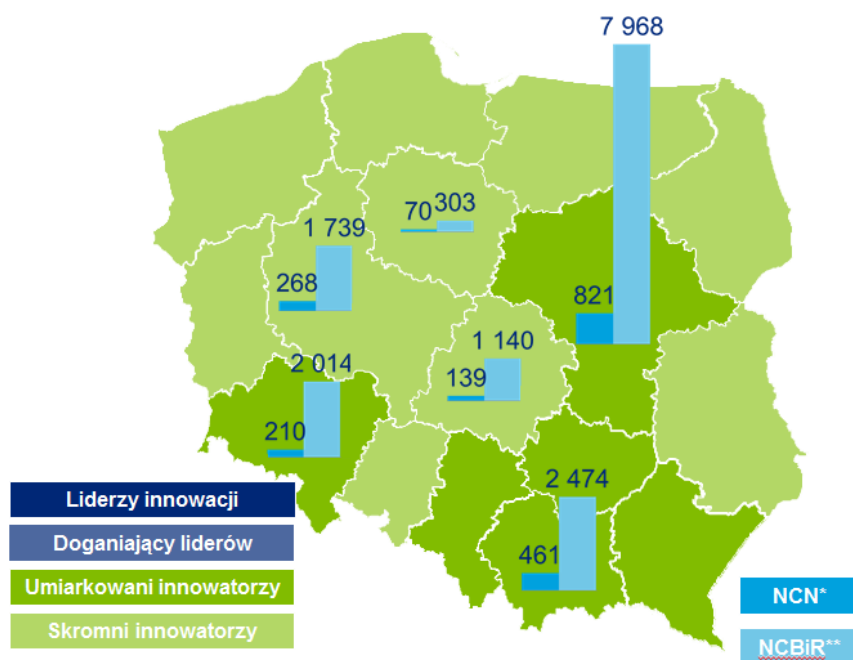 7 968
70
303
1 739
268
821
1 140
139
2 014
210
2 474
461
Liderzy innowacji
Doganiający liderów
Umiarkowani innowatorzy
Skromni innowatorzy
NCN*
NCBiR**